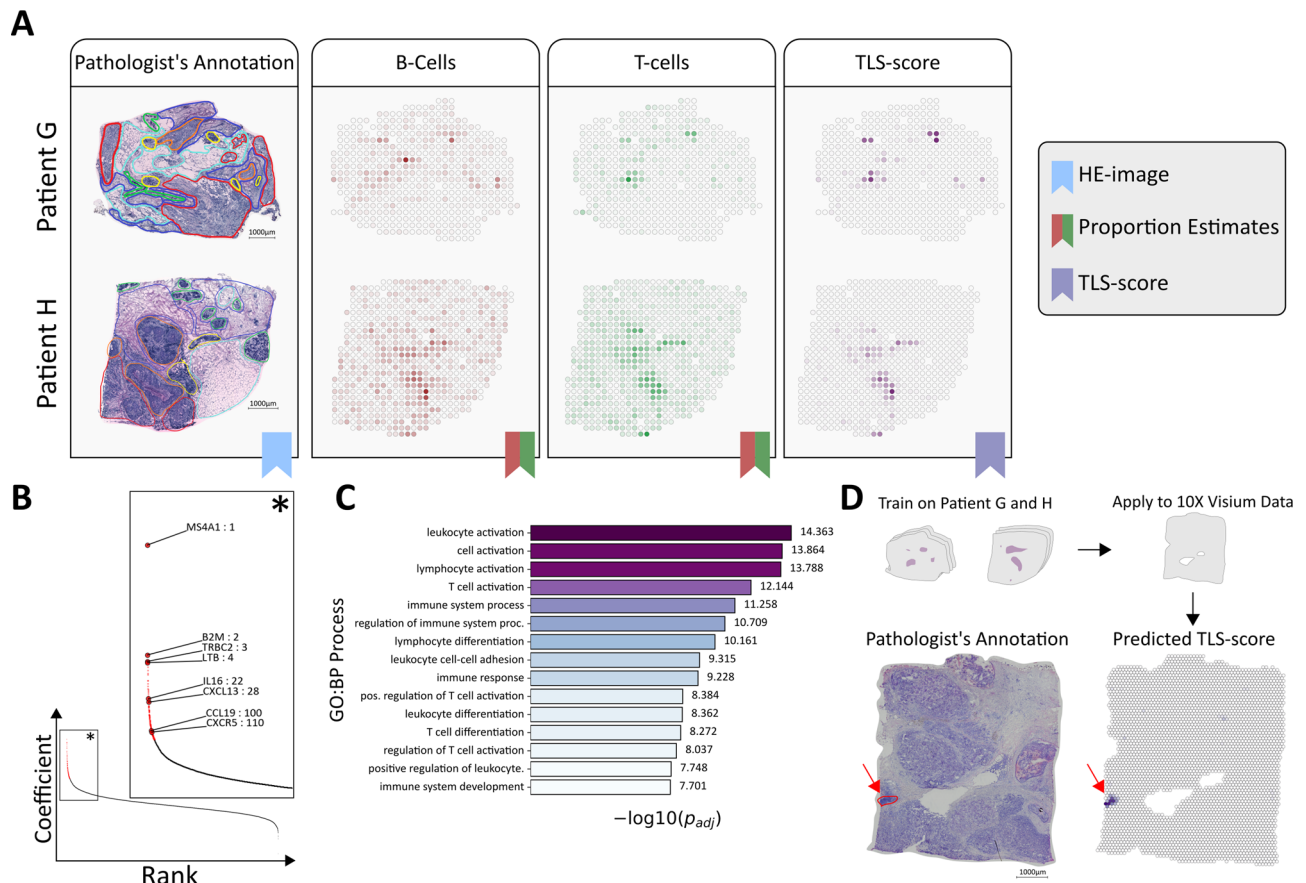 A
Pathologist's Annotation
B-Cells
T-cells
TLS-score
Patient G
1000μm
Patient H
1000μm
HE-image
Proportion Estimates
TLS-score
B
*
MS4A1 : 1
B2M : 2
TRBC2 : 3
LTB : 4
IL16 : 22
CXCL13 : 28
CCL19 : 100
CXCR5 : 110
*
Coefficient
Rank
C
GO:BP Process
leukocyte activation 14.363
cell activation 13.864
lymphocyte activation 13.788
T cell activation 12.144
immune system process 11.258
regulation of immune system proc. 10.709
lymphocyte differentiation 10.161
leukocyte cell-cell adhesion 9.315
immune response 9.228
pos. regulation of T cell activation 8.384
leukocyte differentiation 8.362
T cell differentiation 8.272
regulation of T cell activation 8.037
positive regulation of leukocyte. 7.748
immune system development 7.701
−log10(p_adj)
D
Train on Patient G and H
Apply to 10X Visium Data
Pathologist's Annotation
Predicted TLS-score
1000μm